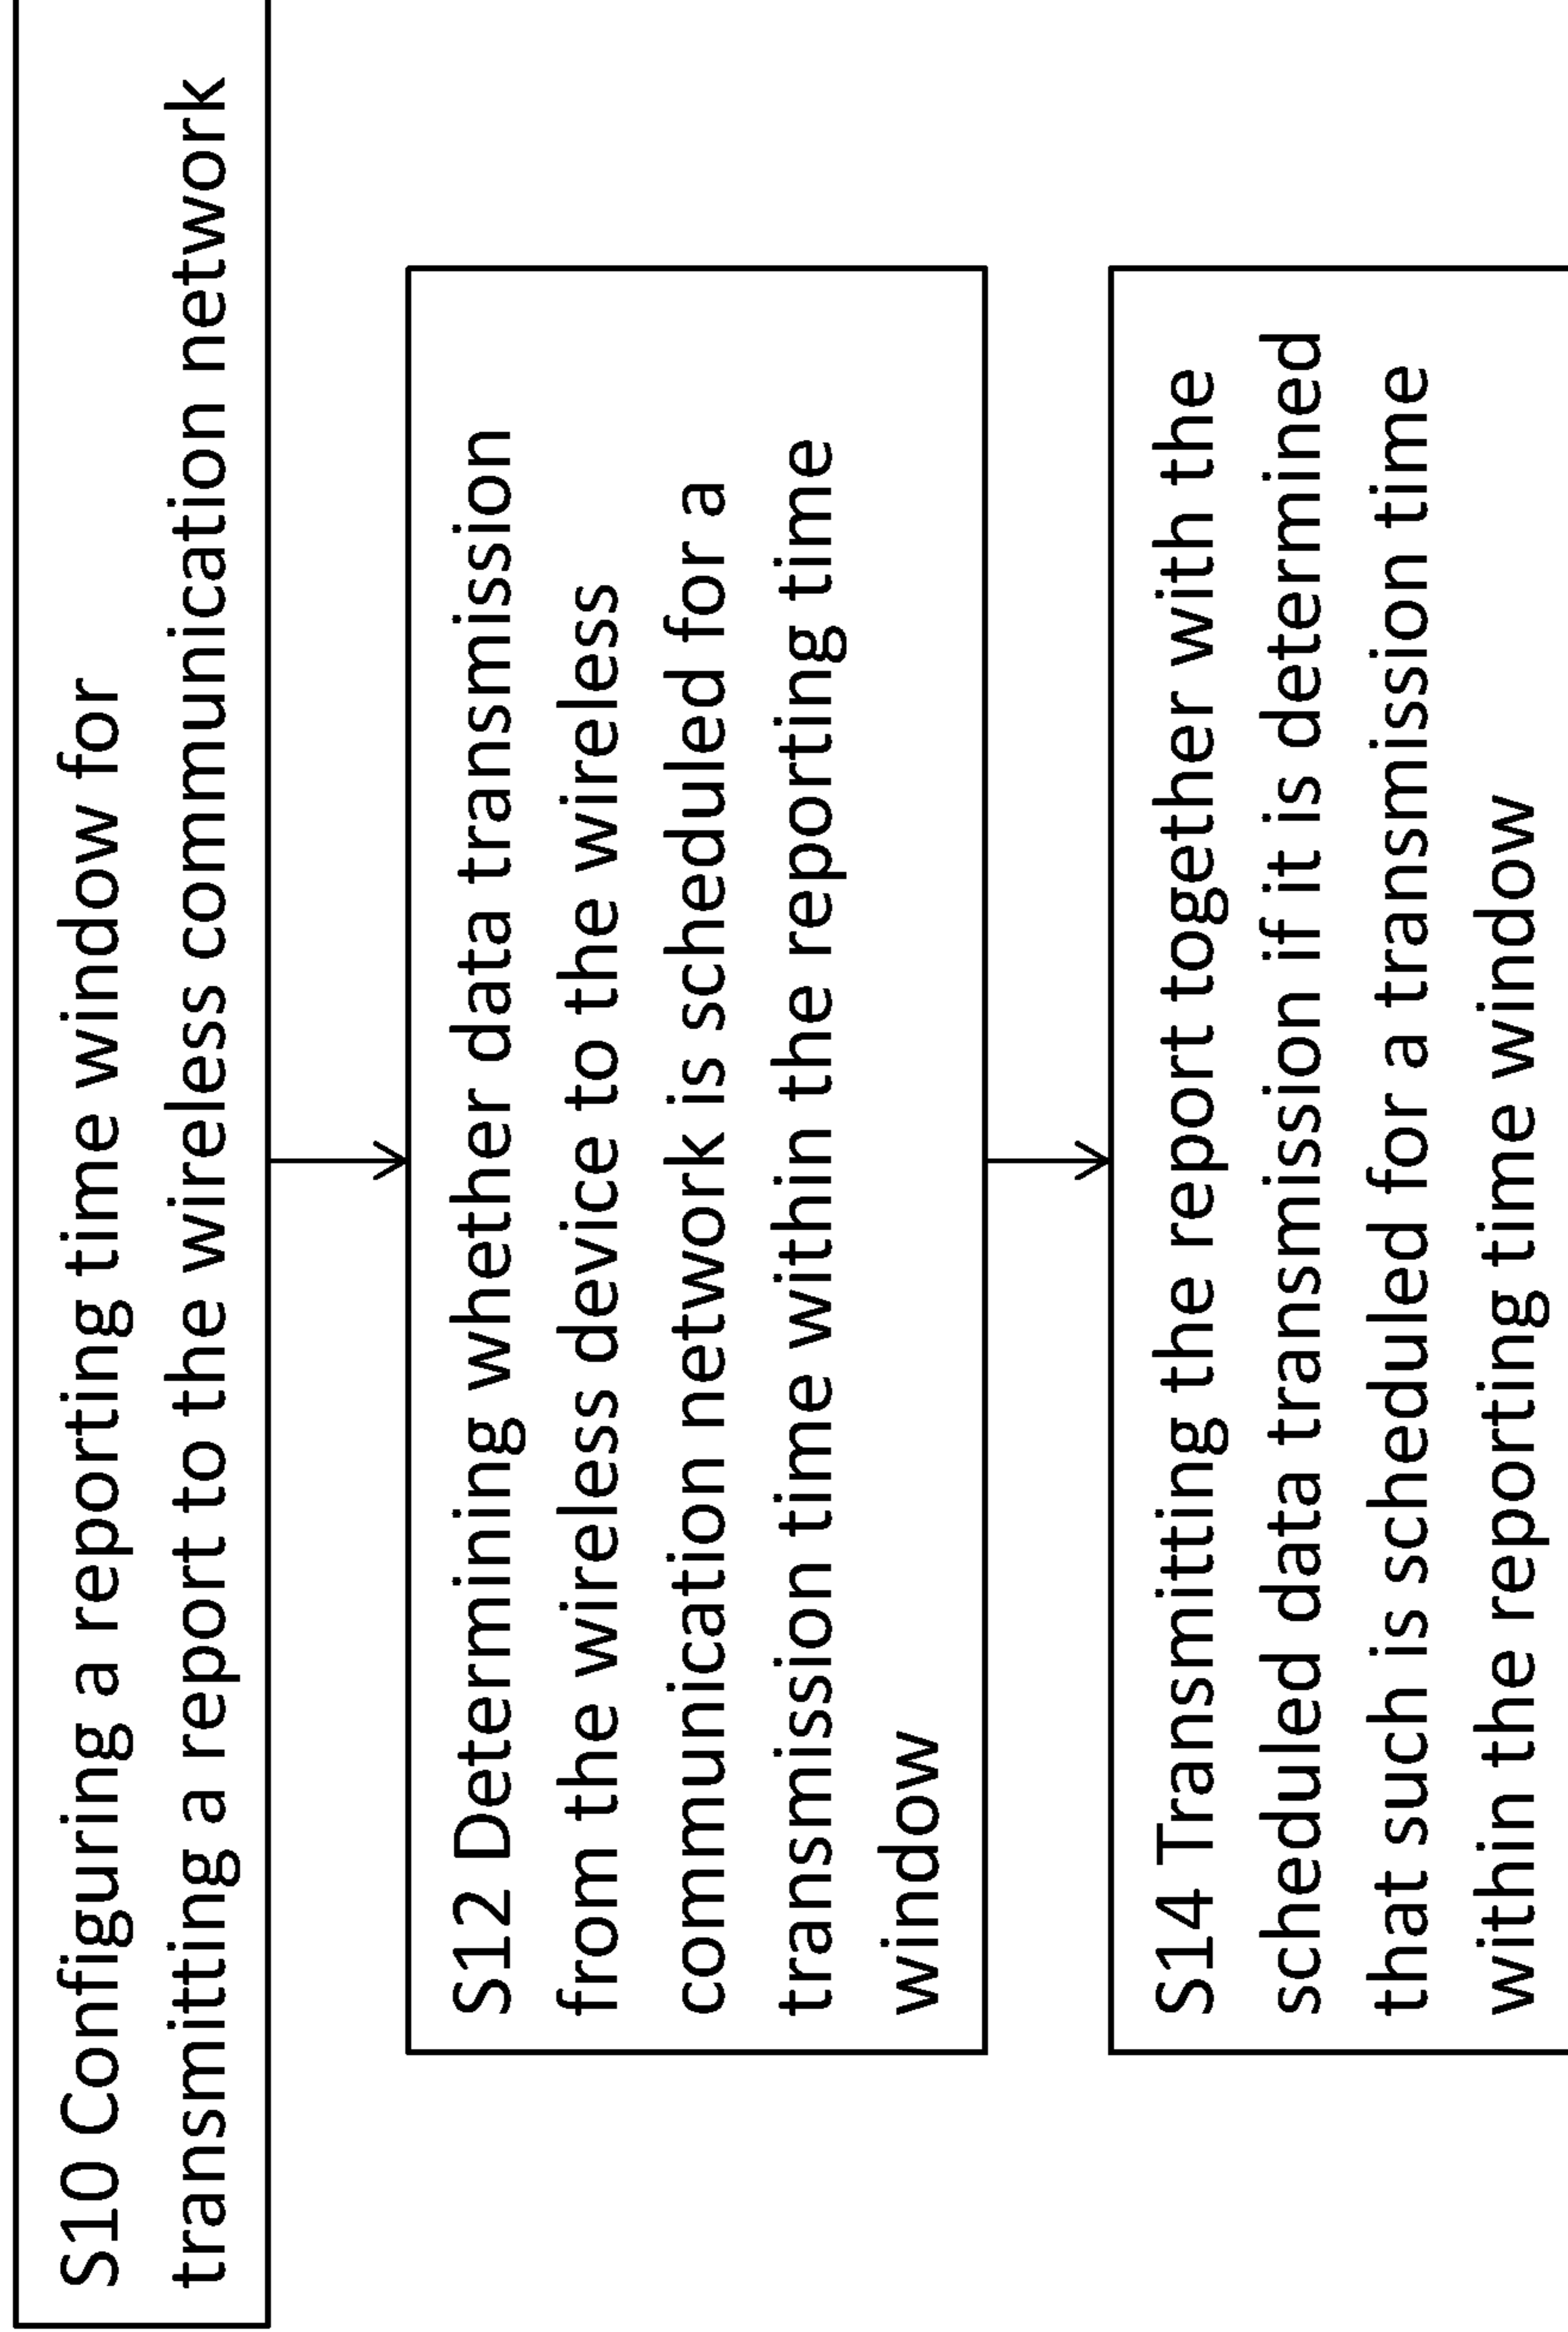 S10 Configuring a reporting time window for
transmitting a report to the wireless communication network
S12 Determining whether data transmission
from the wireless device to the wireless
communication network is scheduled for a
transmission time within the reporting time
window
S14 Transmitting the report together with the
scheduled data transmission if it is determined
that such is scheduled for a transmission time
within the reporting time window